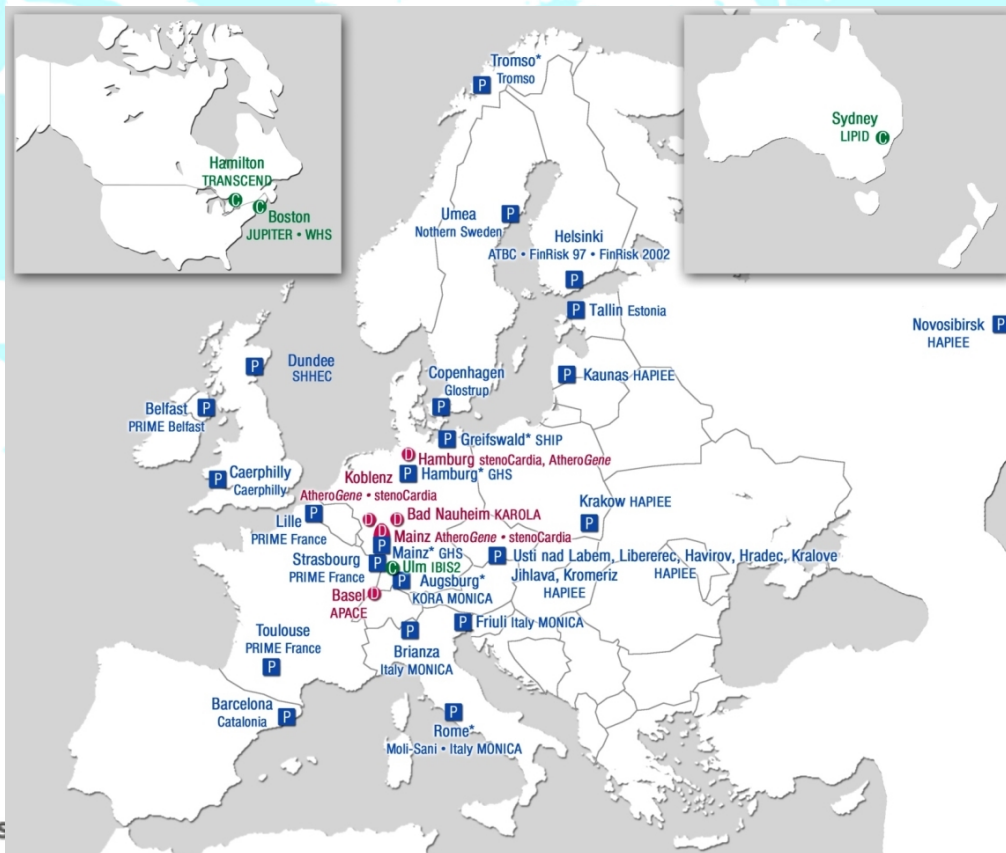 Tromso*
Tromso
P
Hamilton
TRANSCEND
C
C
Boston
JUPITER • WHS
Sydney
LIPID C
Umea P
Nothern Sweden
Helsinki
ATBC • FinRisk 97 • FinRisk 2002
P
P Tallin Estonia
Novosibirsk P
HAPIEE
P Dundee
SHHEC
Copenhagen
Glostrup
P
P Kaunas HAPIEE
Belfast P
PRIME Belfast
P Greifswald* SHIP
D Hamburg stenoCardia, AtheroGene
P Hamburg* GHS
Caerphilly
P Caerphilly
Koblenz
AtheroGene • stenoCardia
Krakow HAPIEE
P
Lille P
PRIME France
D D Bad Nauheim KAROLA
D Mainz AtheroGene • stenoCardia
P Mainz* GHS
Strasbourg P
PRIME France
C Ulm IBIS2
P Usti nad Labem, Libererec, Havirov, Hradec, Kralove
HAPIEE
Jihlava, Kromeriz
HAPIEE
P Augsburg*
KORA MONICA
Basel D
APACE
P Friuli Italy MONICA
Toulouse
PRIME France
P
P
Brianza
Italy MONICA
Barcelona
Catalonia P
P
Rome*
Moli-Sani • Italy MONICA
s